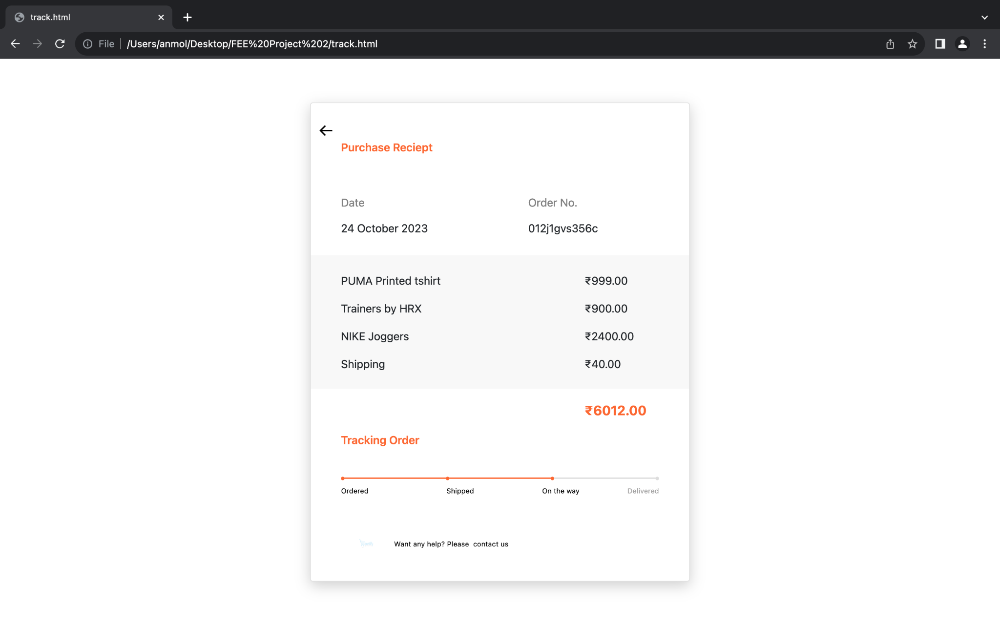 track.html
File /Users/anmol/Desktop/FEE%20Project%202/track.html
Purchase Reciept
Date Order No.
24 October 2023 012j1gvs356c
PUMA Printed tshirt ₹999.00
Trainers by HRX ₹900.00
NIKE Joggers ₹2400.00
Shipping ₹40.00
₹6012.00
Tracking Order
Ordered Shipped On the way Delivered
Want any help? Please contact us